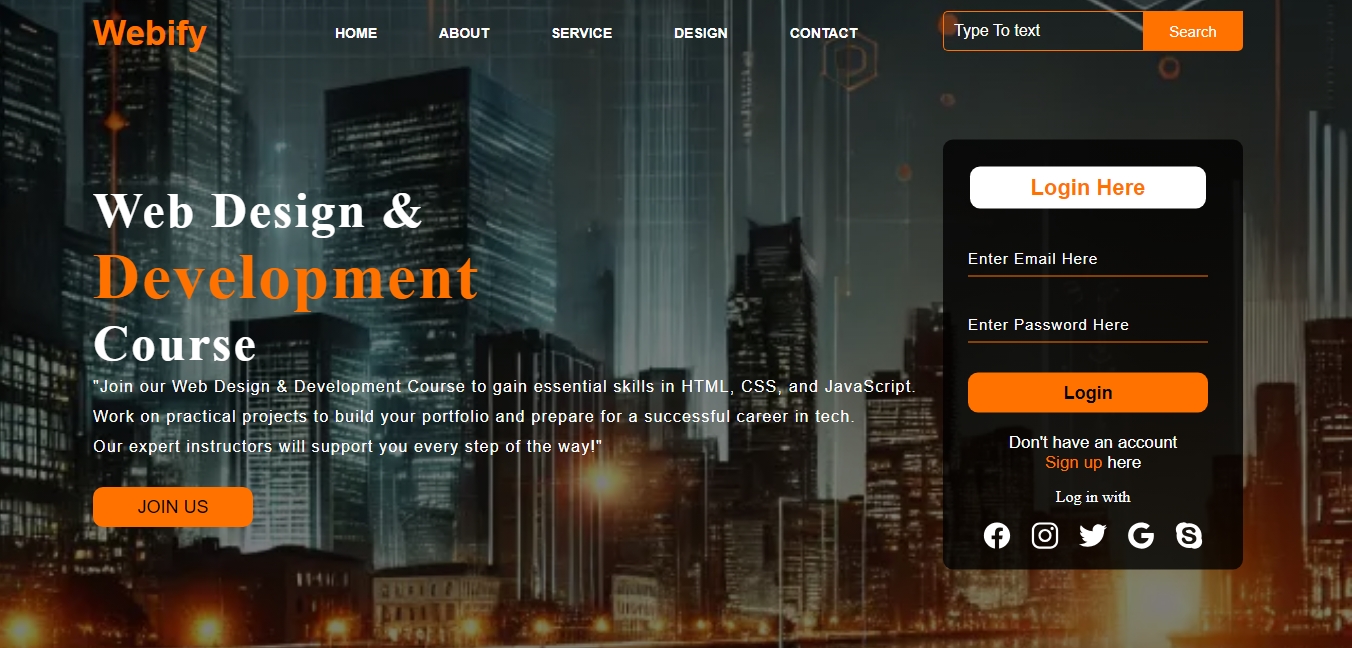 Webify
HOME ABOUT SERVICE DESIGN CONTACT
Type To text Search
Web Design &
Development
Course
"Join our Web Design & Development Course to gain essential skills in HTML, CSS, and JavaScript.
Work on practical projects to build your portfolio and prepare for a successful career in tech.
Our expert instructors will support you every step of the way!"
JOIN US
Login Here
Enter Email Here
Enter Password Here
Login
Don't have an account
Sign up here
Log in with